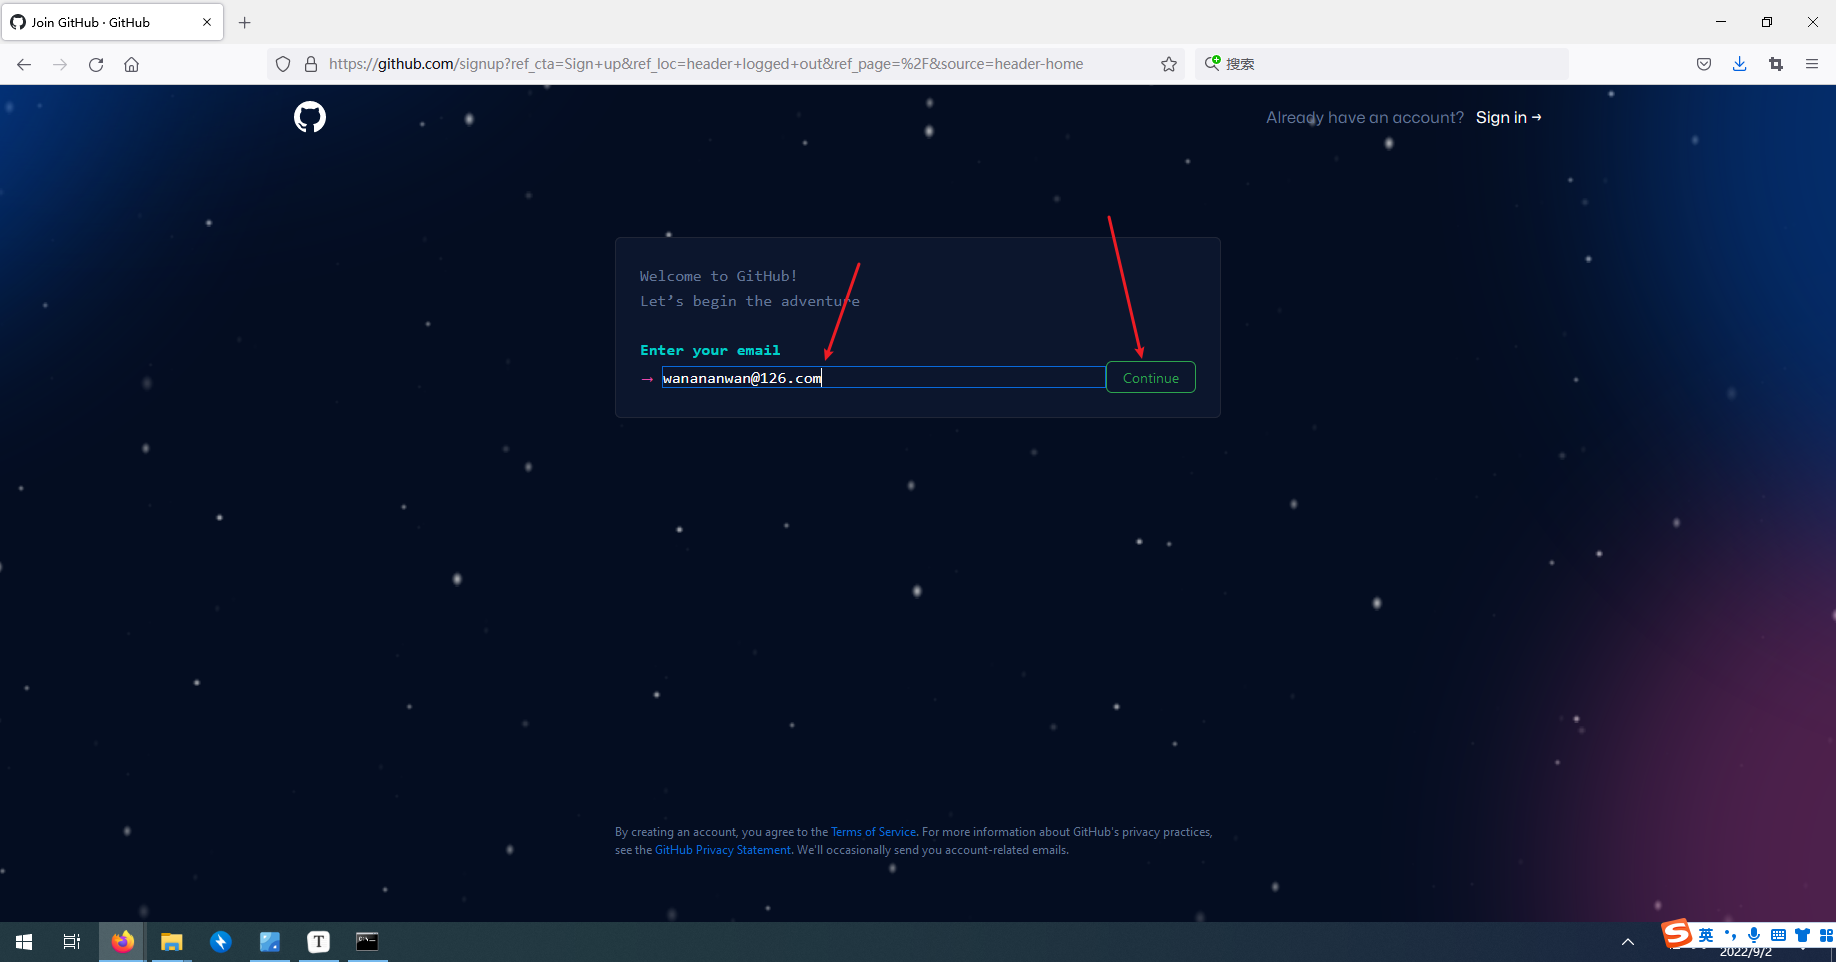 Join GitHub · GitHub
https://github.com/signup?ref_cta=Sign+up&ref_loc=header+logged+out&ref_page=%2F&source=header-home
搜索
Already have an account? Sign in →
Welcome to GitHub!
Let’s begin the adventure
Enter your email
→ wanananwan@126.com
Continue
By creating an account, you agree to the Terms of Service. For more information about GitHub's privacy practices,
see the GitHub Privacy Statement. We'll occasionally send you account-related emails.
T
S 英
2022/9/2